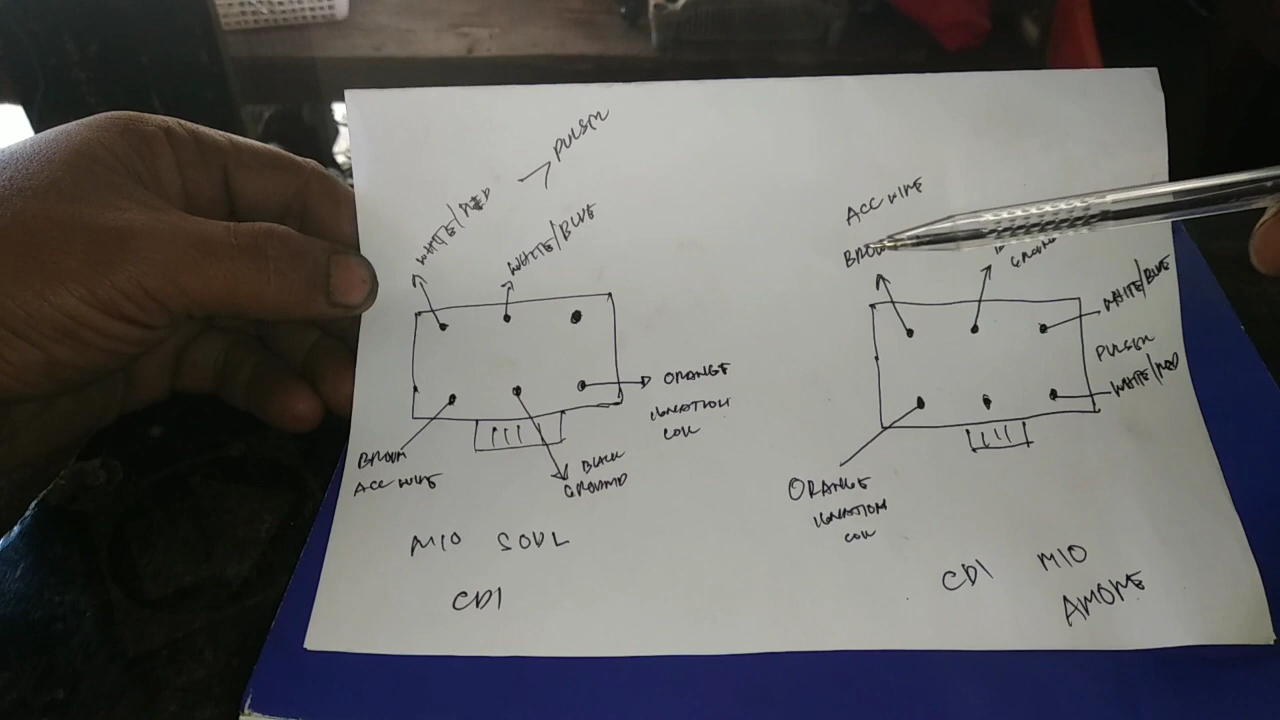 WHITE/RED → PULSER
WHITE/BLUE
ORANGE
IGNATION
COIL
BROWN
ACC WIRE
BLACK
GROUND
MIO SOUL
CDI
ACC WIRE
GROUND
WHITE/BLUE
PULSER
WHITE/RED
ORANGE
IGNATION
COIL
CDI MIO
AMORE